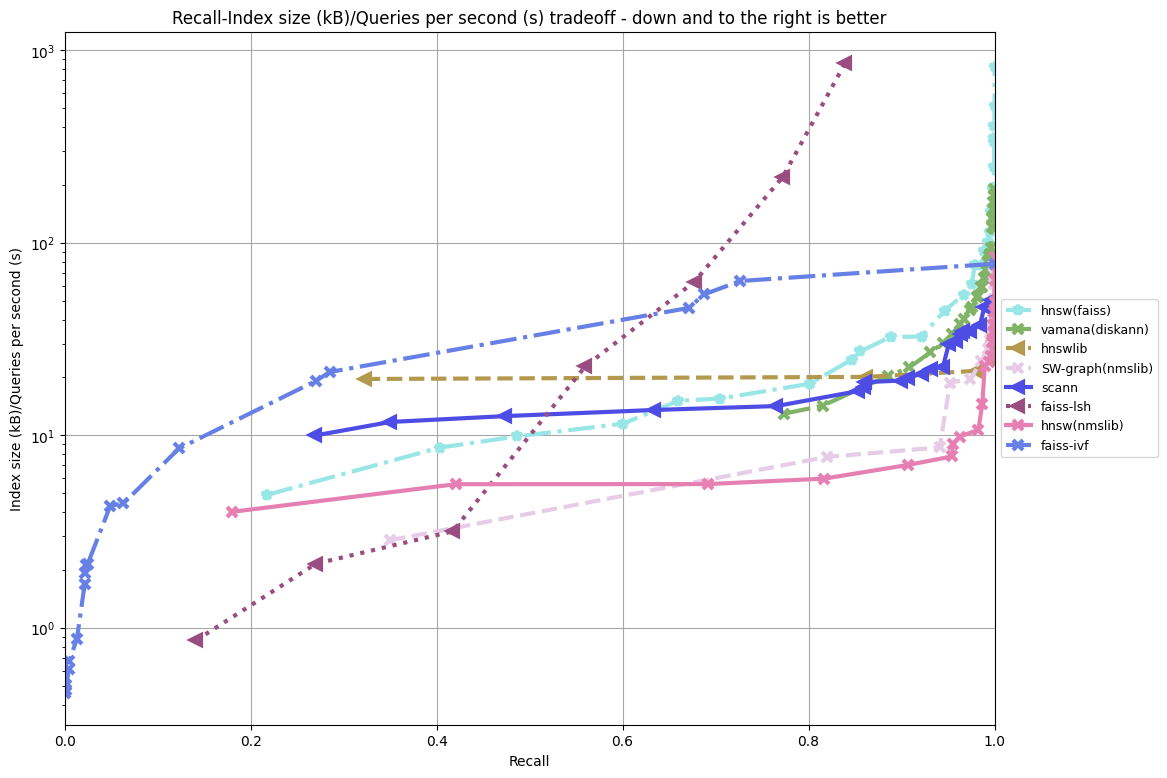 Recall-Index size (kB)/Queries per second (s) tradeoff - down and to the right is better
Index size (kB)/Queries per second (s)
10³
10²
10¹
10⁰
0.0 0.2 0.4 0.6 0.8 1.0
Recall
hnsw(faiss)
vamana(diskann)
hnswlib
SW-graph(nmslib)
scann
faiss-lsh
hnsw(nmslib)
faiss-ivf